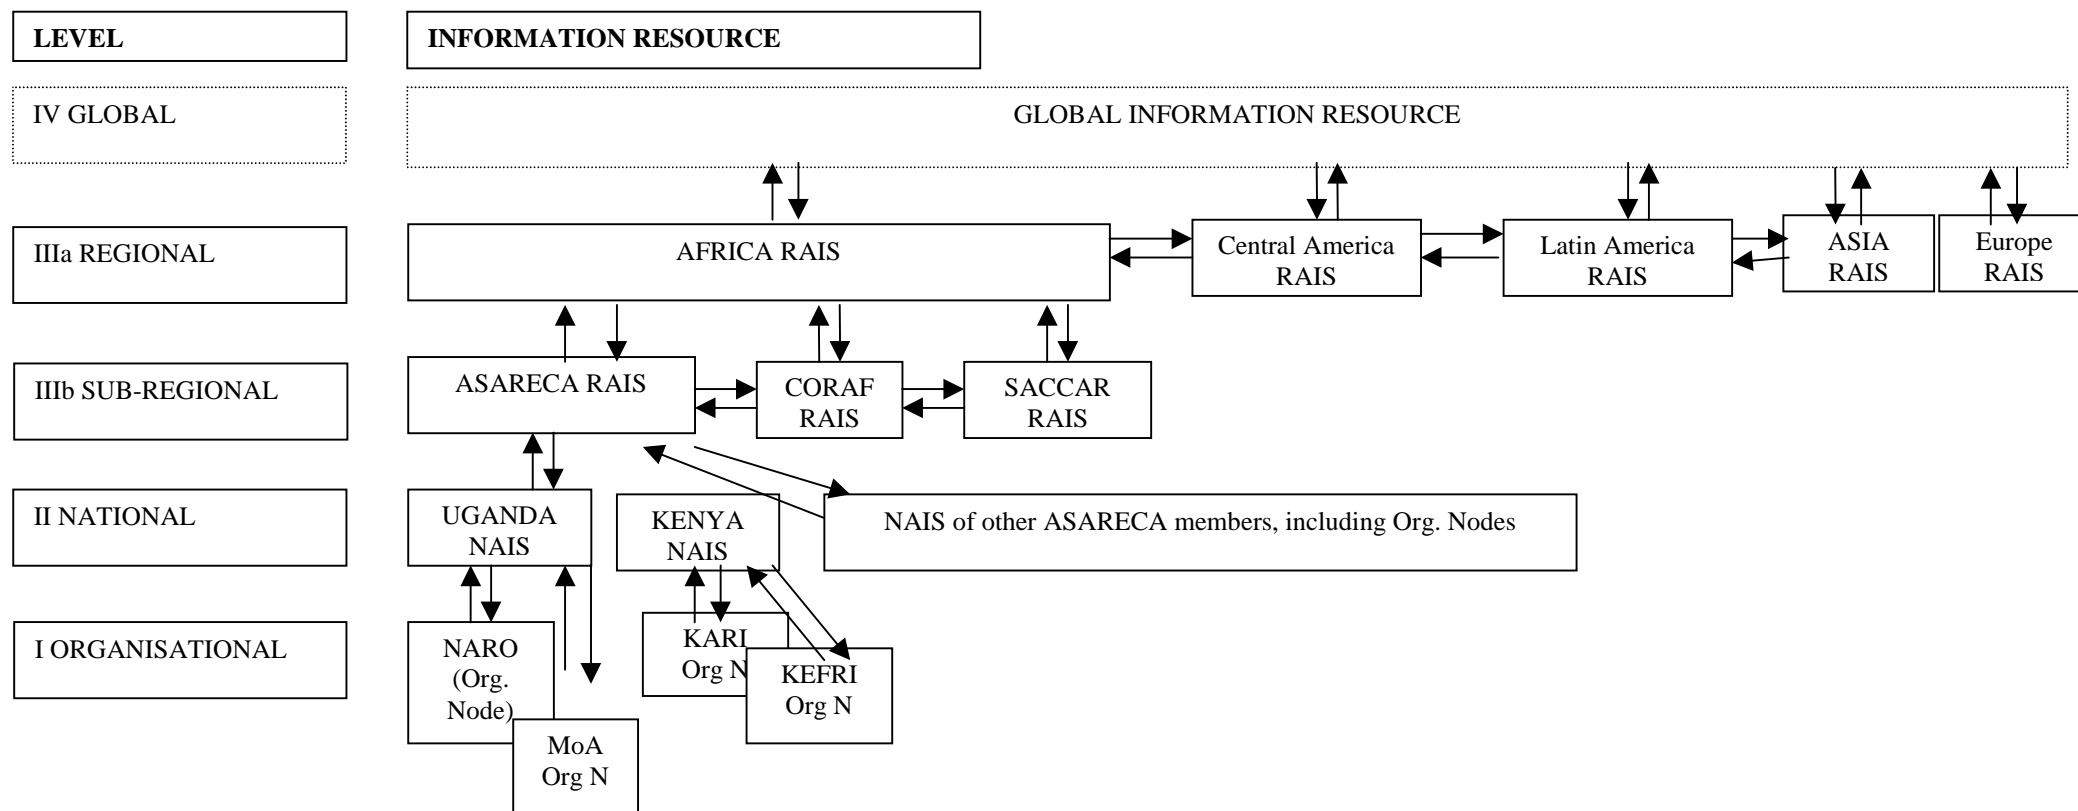 LEVEL
INFORMATION RESOURCE
IV GLOBAL
GLOBAL INFORMATION RESOURCE
IIIa REGIONAL
AFRICA RAIS
Central America
RAIS
Latin America
RAIS
ASIA
RAIS
Europe
RAIS
IIIb SUB-REGIONAL
ASARECA RAIS
CORAF
RAIS
SACCAR
RAIS
II NATIONAL
UGANDA
NAIS
KENYA
NAIS
NAIS of other ASARECA members, including Org. Nodes
I ORGANISATIONAL
NARO
(Org.
Node)
MoA
Org N
KARI
Org N
KEFRI
Org N